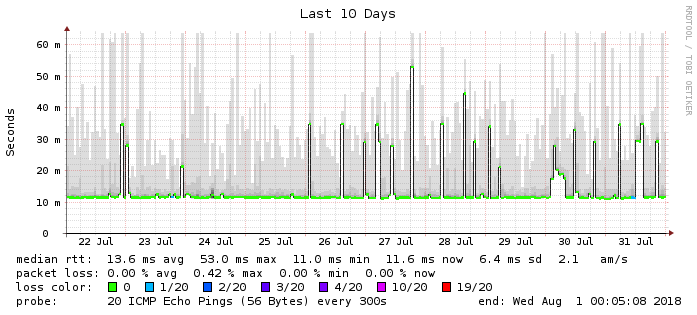 Last 10 Days
RRDTOOL / TOBI OETIKER
Seconds
60 m
50 m
40 m
30 m
20 m
10 m
0
22 Jul 23 Jul 24 Jul 25 Jul 26 Jul 27 Jul 28 Jul 29 Jul 30 Jul 31 Jul
median rtt: 13.6 ms avg 53.0 ms max 11.0 ms min 11.6 ms now 6.4 ms sd 2.1 am/s
packet loss: 0.00 % avg 0.42 % max 0.00 % min 0.00 % now
loss color: 0 1/20 2/20 3/20 4/20 10/20 19/20
probe: 20 ICMP Echo Pings (56 Bytes) every 300s end: Wed Aug 1 00:05:08 2018